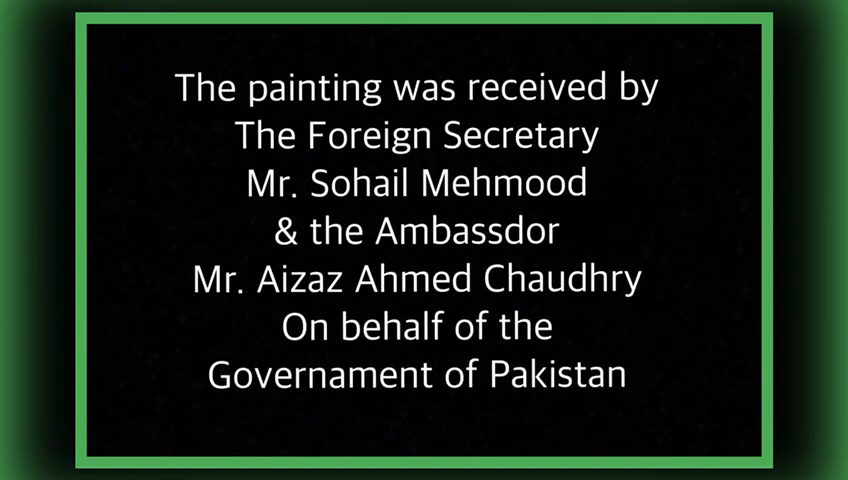 The painting was received by
The Foreign Secretary
Mr. Sohail Mehmood
& the Ambassdor
Mr. Aizaz Ahmed Chaudhry
On behalf of the
Governament of Pakistan